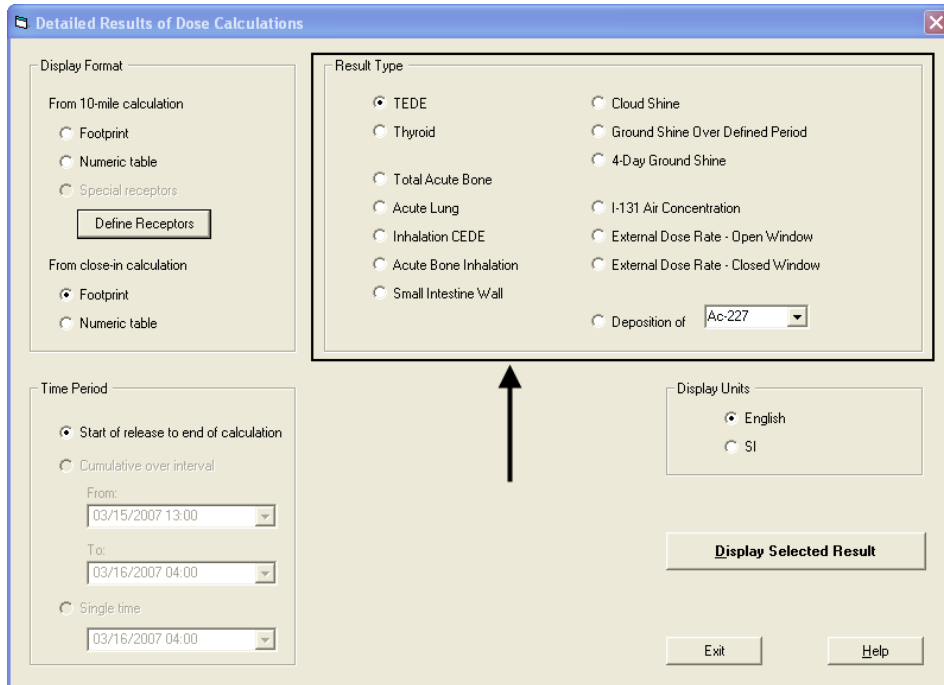 Detailed Results of Dose Calculations
Display Format
From 10-mile calculation
Footprint
Numeric table
Special receptors
Define Receptors
From close-in calculation
Footprint
Numeric table
Result Type
TEDE
Thyroid
Total Acute Bone
Acute Lung
Inhalation CEDE
Acute Bone Inhalation
Small Intestine Wall
Cloud Shine
Ground Shine Over Defined Period
4-Day Ground Shine
I-131 Air Concentration
External Dose Rate - Open Window
External Dose Rate - Closed Window
Deposition of Ac-227
Time Period
Start of release to end of calculation
Cumulative over interval
From:
03/15/2007 13:00
To:
03/16/2007 04:00
Single time
03/16/2007 04:00
Display Units
English
SI
Display Selected Result
Exit
Help